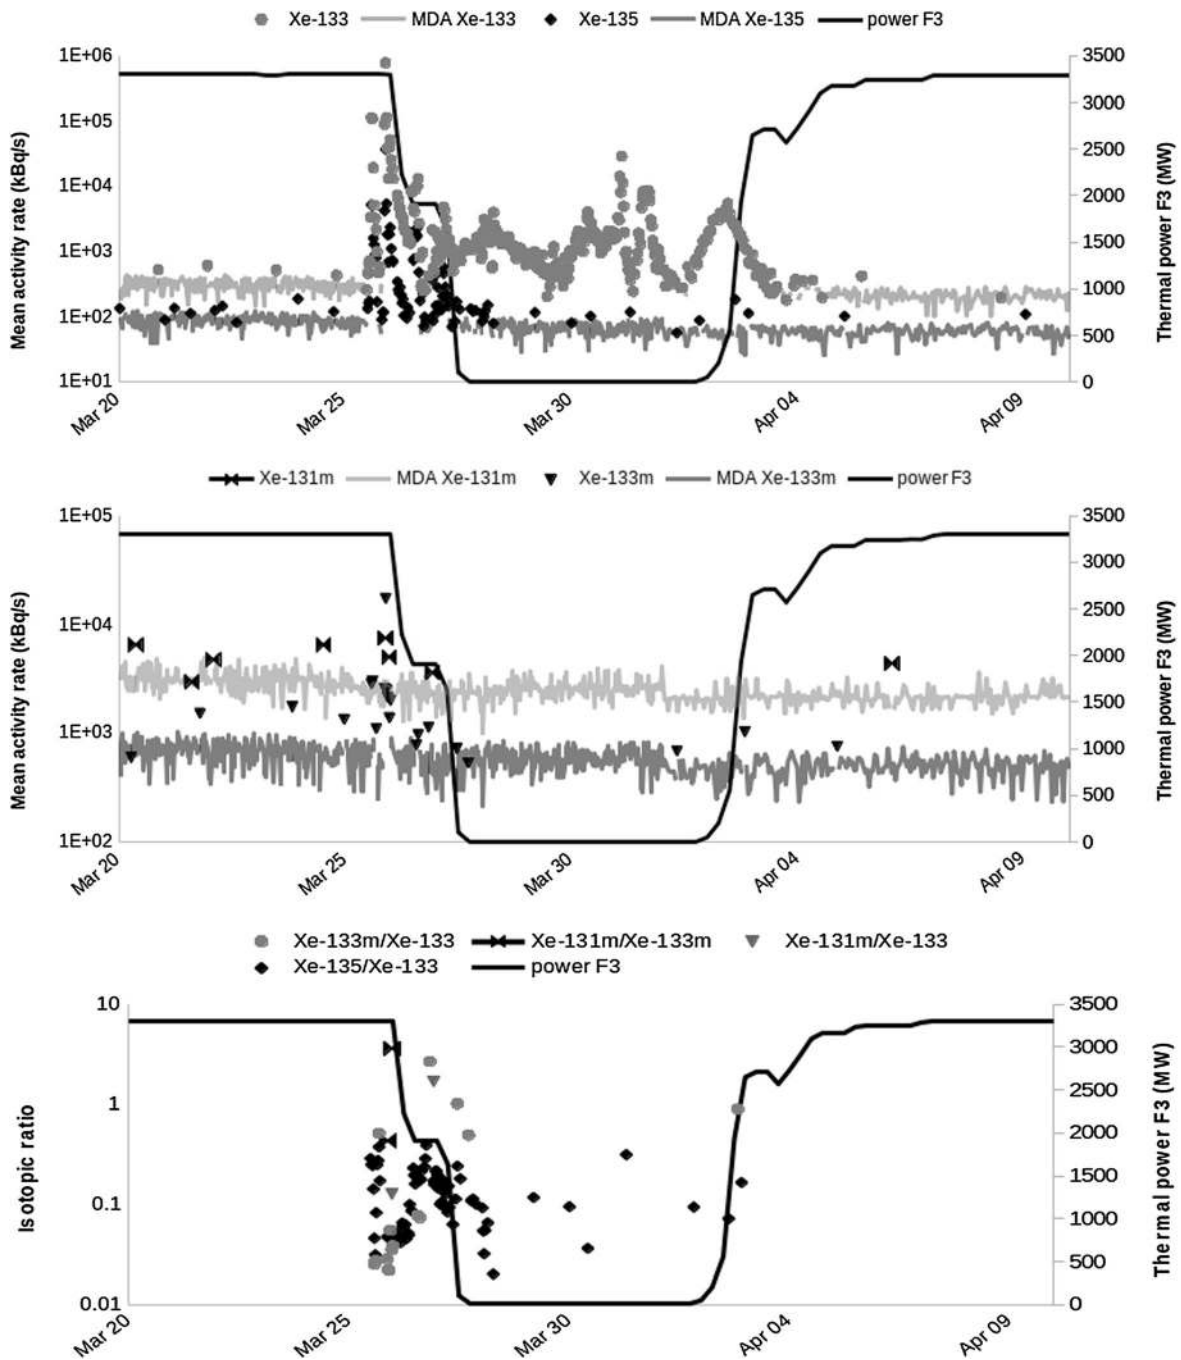 Xe-133 MDA Xe-133 Xe-135 MDA Xe-135 power F3
Mean activity rate (kBq/s)
1E+06
1E+05
1E+04
1E+03
1E+02
1E+01
3500
3000
2500
2000
1500
1000
500
0
Thermal power F3 (MW)
Mar 20 Mar 25 Mar 30 Apr 04 Apr 09
Xe-131m MDA Xe-131m Xe-133m MDA Xe-133m power F3
Mean activity rate (kBq/s)
1E+05
1E+04
1E+03
1E+02
3500
3000
2500
2000
1500
1000
500
0
Thermal power F3 (MW)
Mar 20 Mar 25 Mar 30 Apr 04 Apr 09
Xe-133m/Xe-133 Xe-131m/Xe-133m Xe-131m/Xe-133
Xe-135/Xe-133 power F3
Isotopic ratio
10
1
0.1
0.01
3500
3000
2500
2000
1500
1000
500
0
Thermal power F3 (MW)
Mar 20 Mar 25 Mar 30 Apr 04 Apr 09